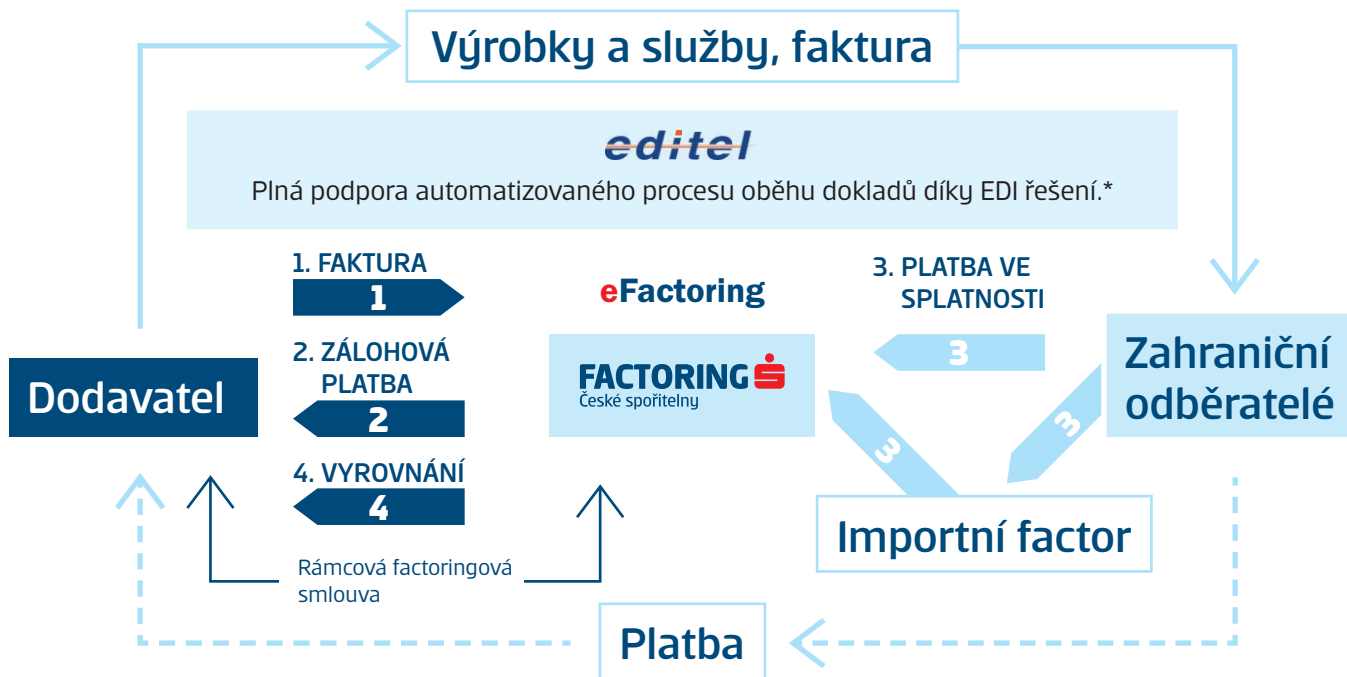 Výrobky a služby, faktura
editel
Plná podpora automatizovaného procesu oběhu dokladů díky EDI řešení.*
1. FAKTURA
1
2. ZÁLOHOVÁ
PLATBA
2
4. VYROVNÁNÍ
4
eFactoring
FACTORING
České spořitelny
3. PLATBA VE
SPLATNOSTI
3
3
3
Dodavatel
Zahraniční
odběratelé
Importní factor
Rámcová factoringová
smlouva
Platba